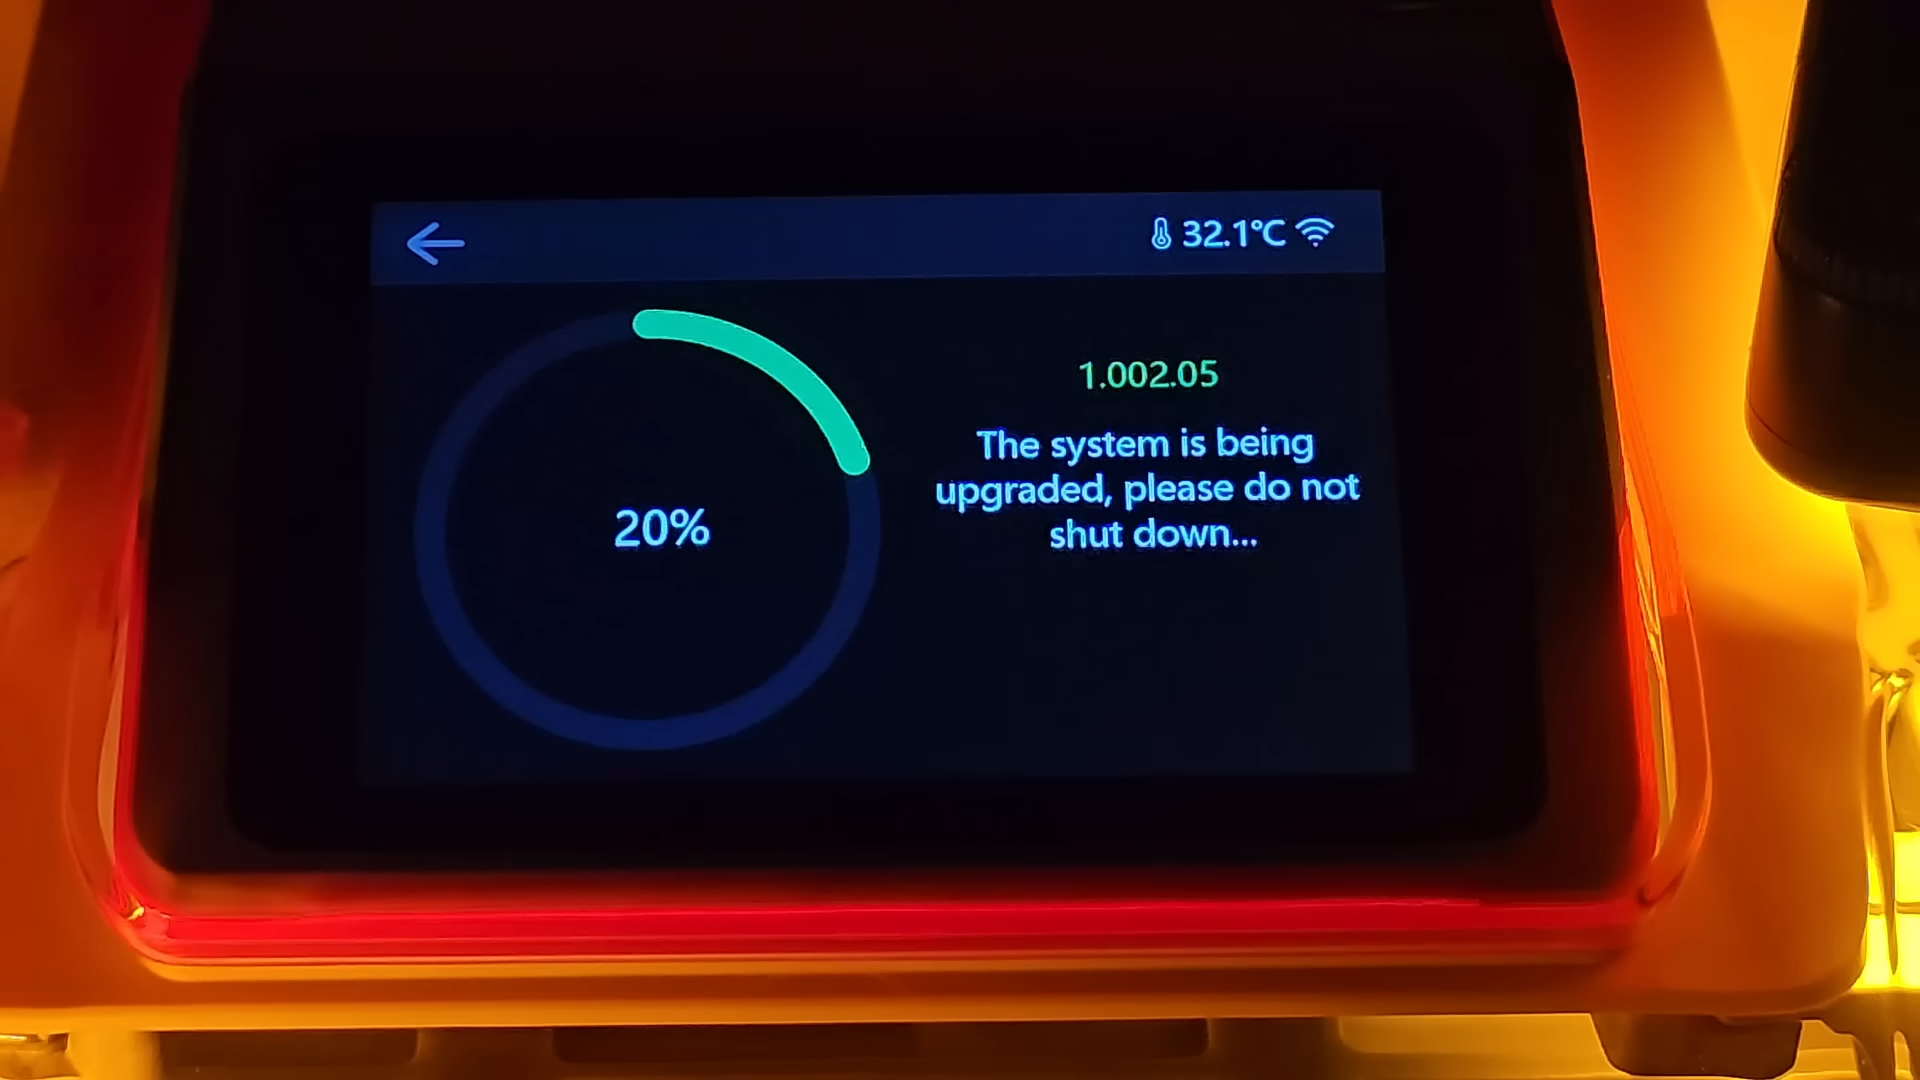 32.1°C
1.002.05
The system is being
upgraded, please do not
shut down...
20%